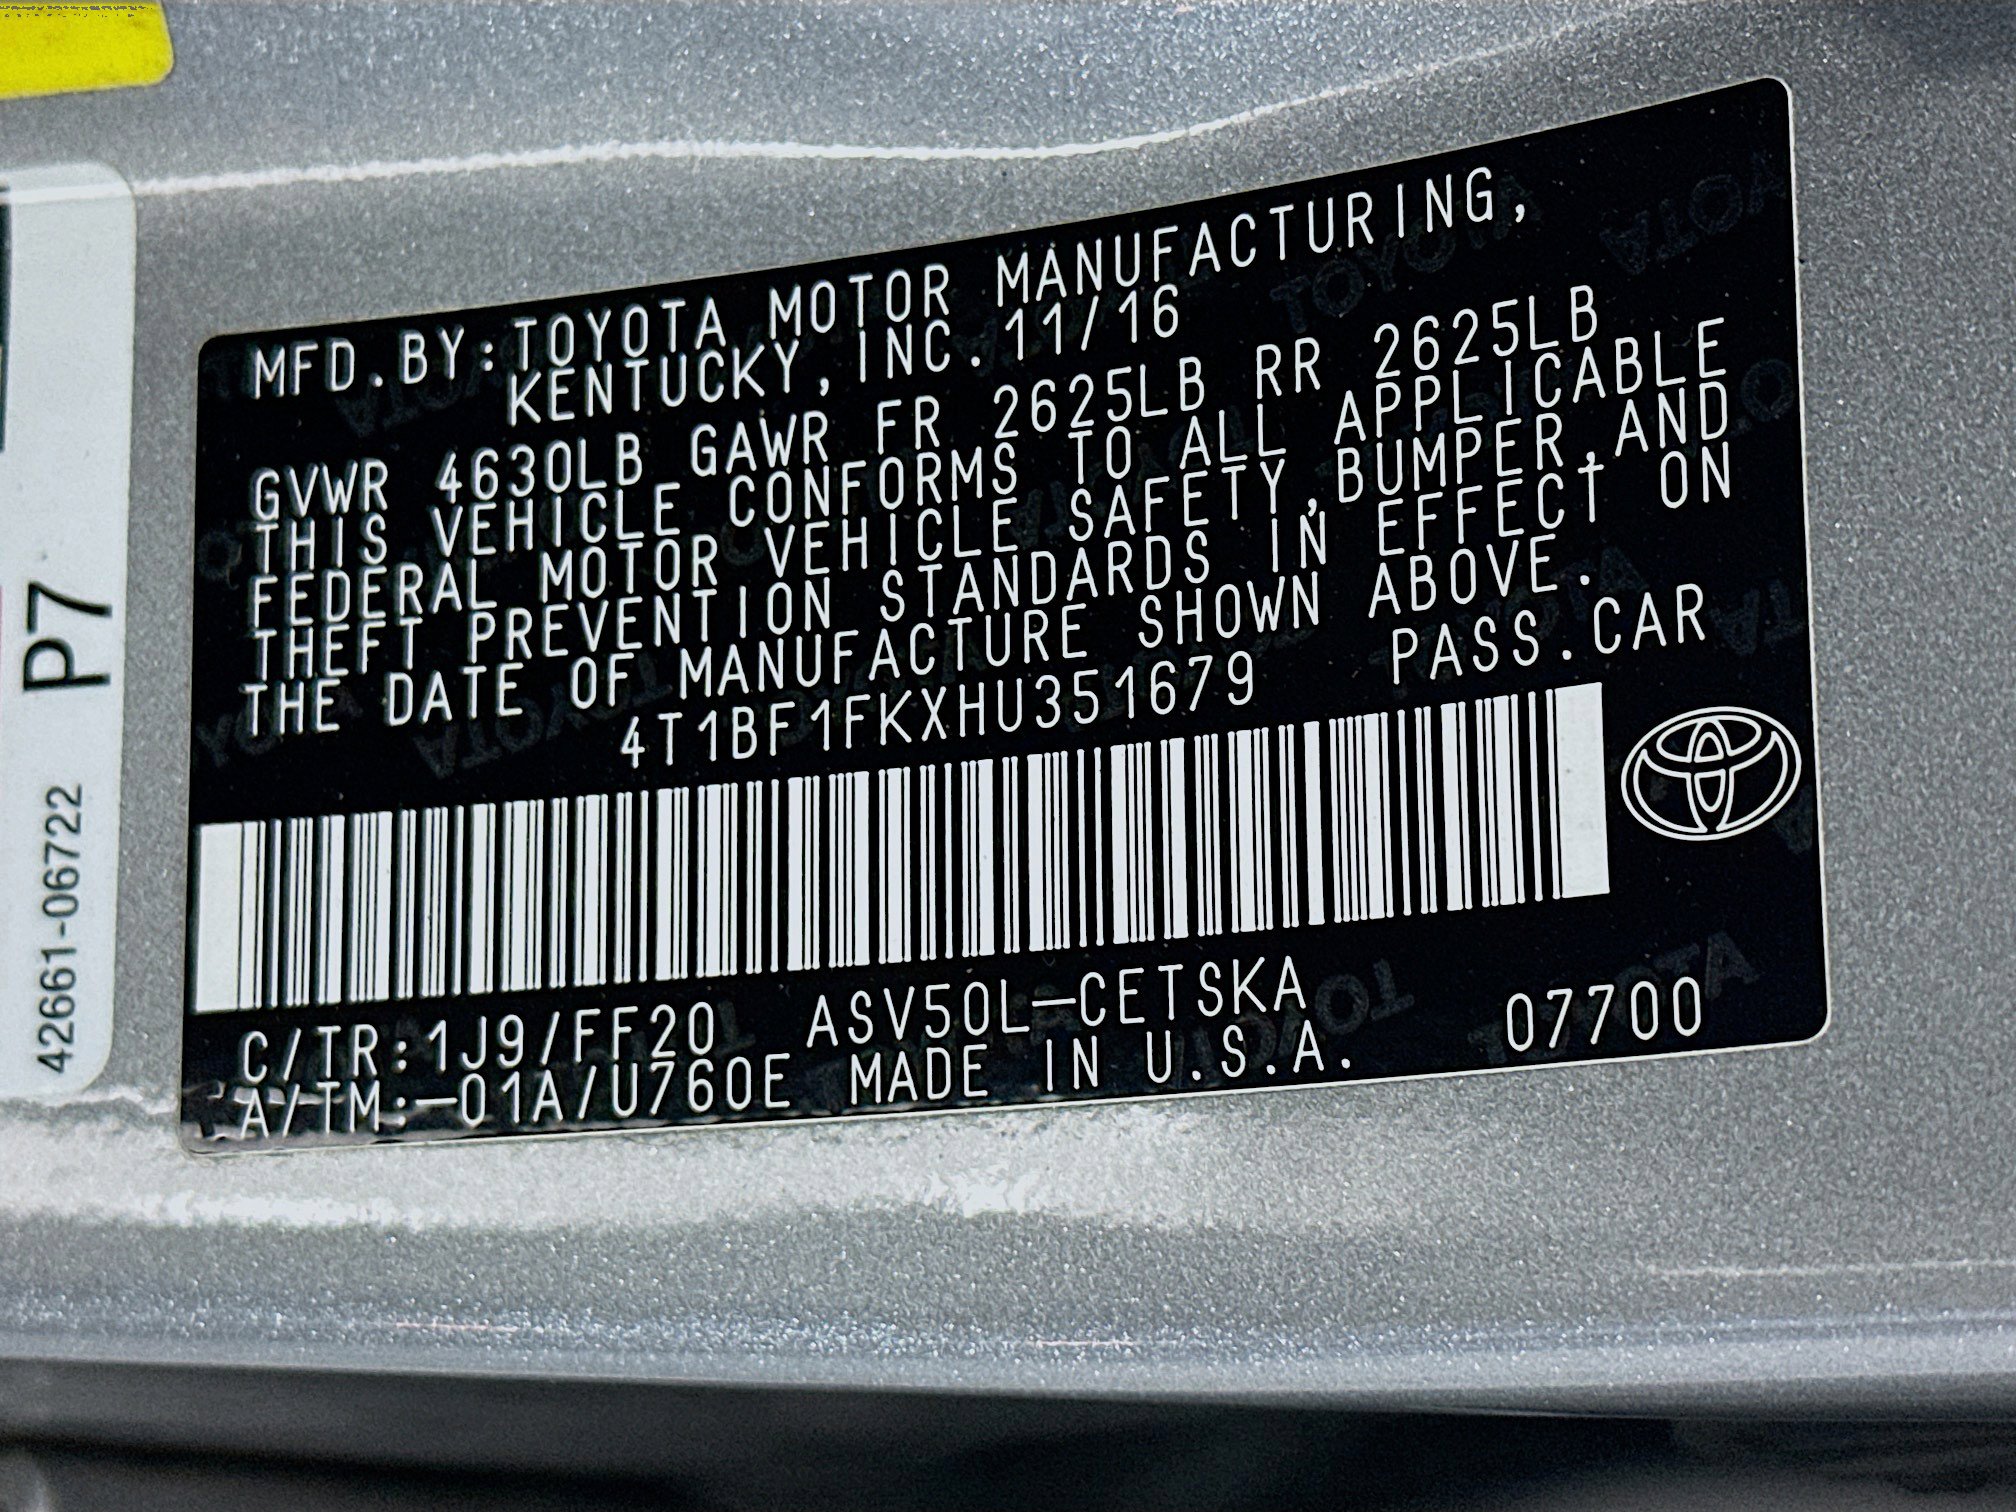 MFD.BY:TOYOTA MOTOR MANUFACTURING,
KENTUCKY, INC. 11/16
GVWR 4630LB GAWR FR 2625LB RR 2625LB
THIS VEHICLE CONFORMS TO ALL APPLICABLE
FEDERAL MOTOR VEHICLE SAFETY,BUMPER,AND
THEFT PREVENTION STANDARDS IN EFFECT ON
THE DATE OF MANUFACTURE SHOWN ABOVE.
4T1BF1FKXHU351679 PASS.CAR
C/TR:1J9/FF20 ASV50L-CETSKA
A/TM:-01A/U760E MADE IN U.S.A. 07700
P7
42661-06722